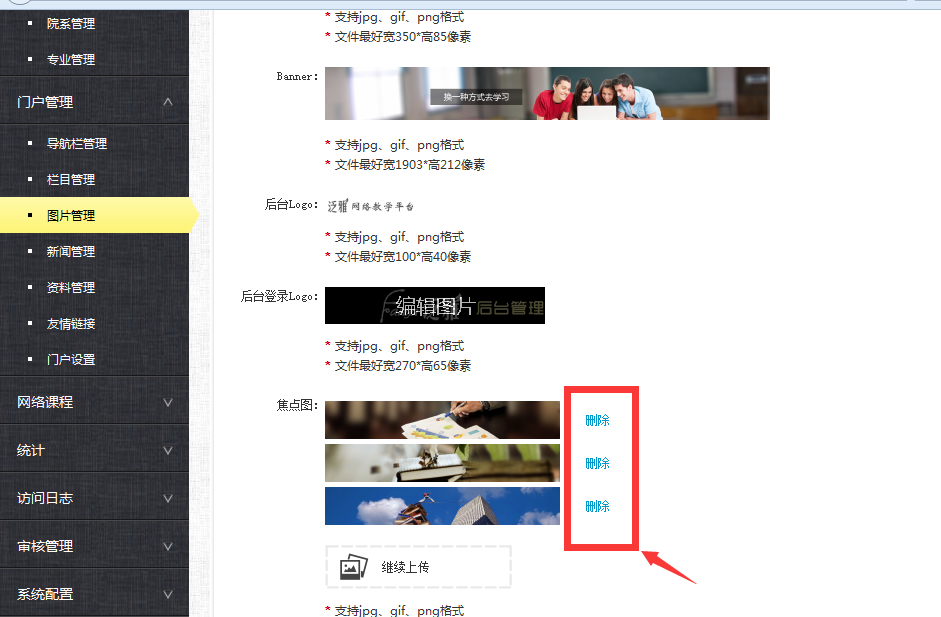 院系管理
专业管理
门户管理
导航栏管理
栏目管理
图片管理
新闻管理
资料管理
友情链接
门户设置
网络课程
统计
访问日志
审核管理
系统配置
* 支持jpg、gif、png格式
* 文件最好宽350*高85像素
Banner:
换一种方式去学习
* 支持jpg、gif、png格式
* 文件最好宽1903*高212像素
后台Logo:
泛雅 网络教学平台
* 支持jpg、gif、png格式
* 文件最好宽100*高40像素
后台登录Logo:
编辑图片
后台管理
* 支持jpg、gif、png格式
* 文件最好宽270*高65像素
焦点图:
删除
删除
删除
继续上传
* 支持jpg、gif、png格式